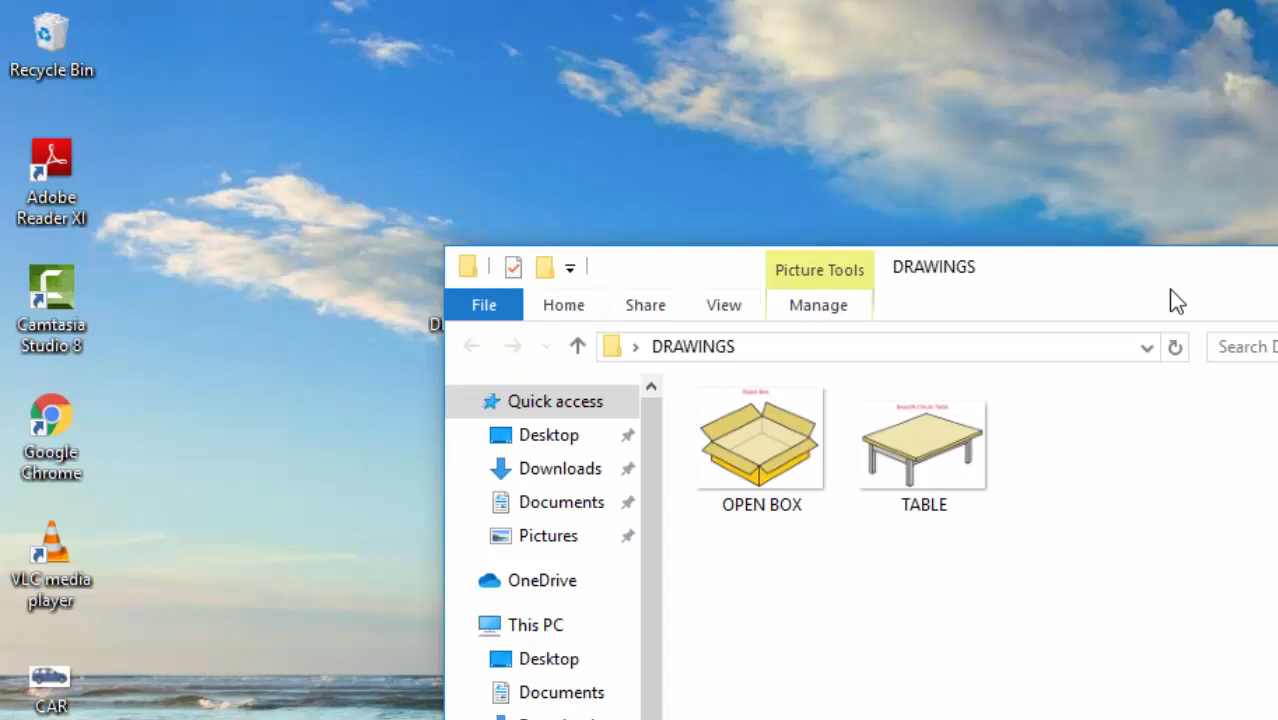 Recycle Bin
Adobe
Reader XI
Camtasia
Studio 8
Google
Chrome
VLC media
player
CAR
Picture Tools
DRAWINGS
File
Home
Share
View
Manage
DRAWINGS
Search
Quick access
Desktop
Downloads
Documents
Pictures
OneDrive
This PC
Desktop
Documents
OPEN BOX
TABLE